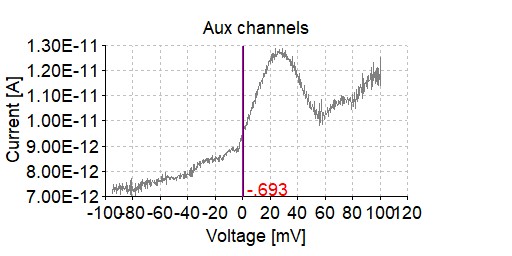 Aux channels
1.30E-11
1.20E-11
1.10E-11
1.00E-11
9.00E-12
8.00E-12
7.00E-12
Current [A]
-.693
-100-80 -60 -40 -20 0 20 40 60 80 100 120
Voltage [mV]